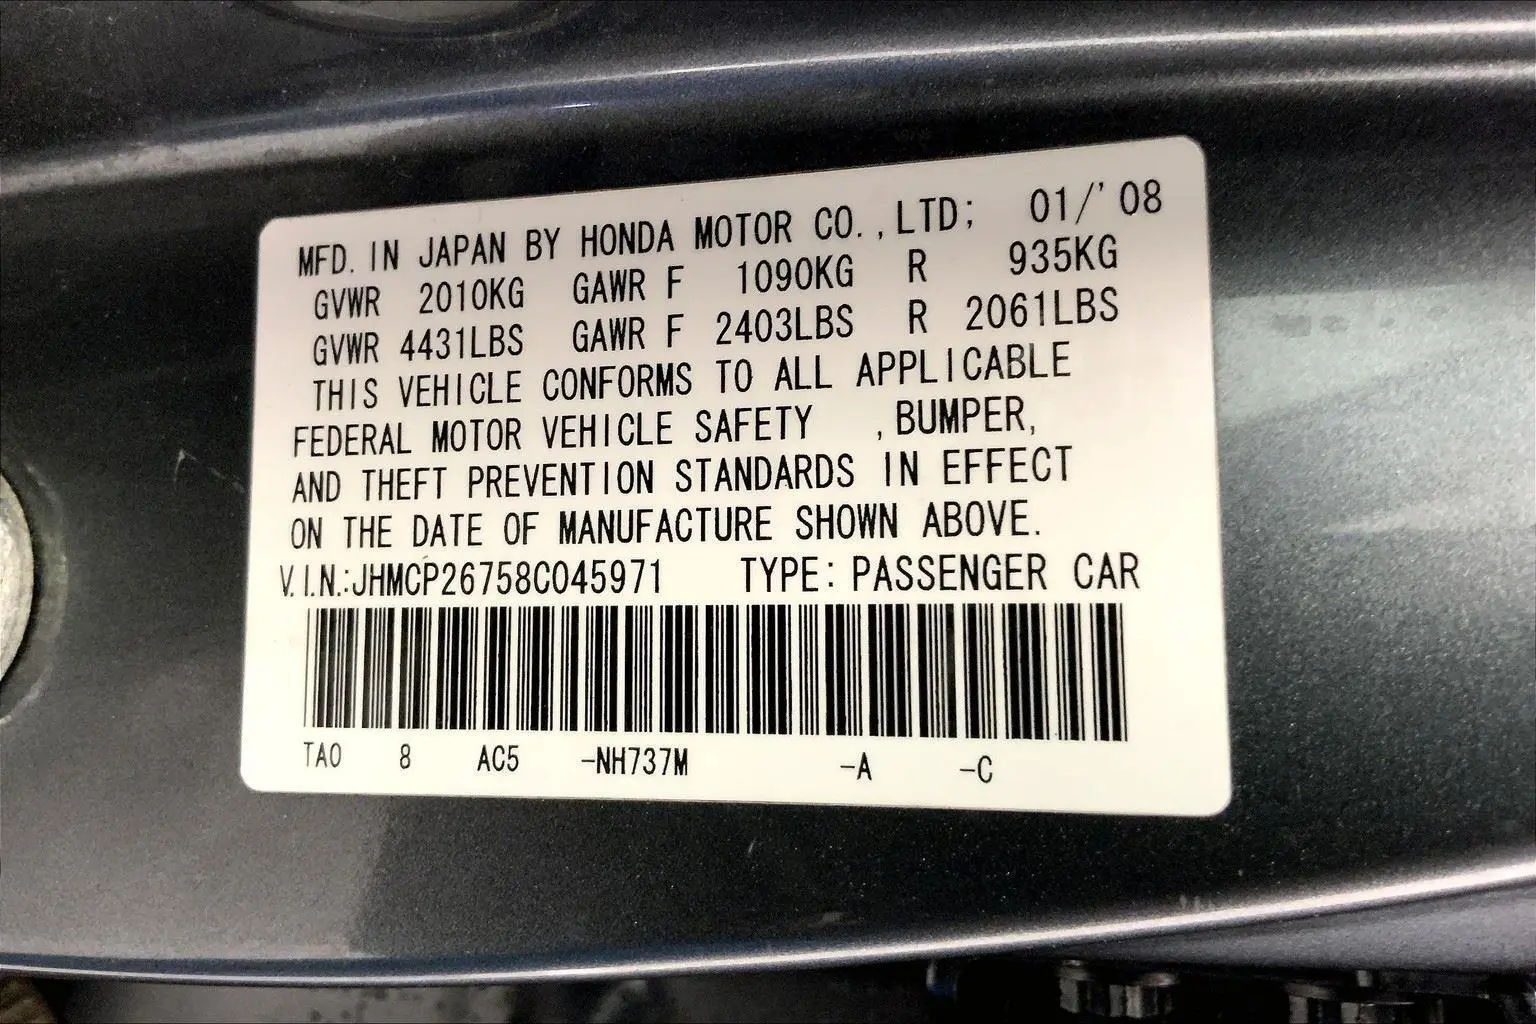 MFD. IN JAPAN BY HONDA MOTOR CO.,LTD; 01/'08
GVWR 2010KG GAWR F 1090KG R 935KG
GVWR 4431LBS GAWR F 2403LBS R 2061LBS
THIS VEHICLE CONFORMS TO ALL APPLICABLE
FEDERAL MOTOR VEHICLE SAFETY ,BUMPER,
AND THEFT PREVENTION STANDARDS IN EFFECT
ON THE DATE OF MANUFACTURE SHOWN ABOVE.
V.I.N.:JHMCP26758C045971 TYPE: PASSENGER CAR
TA0 8 AC5 -NH737M -A -C